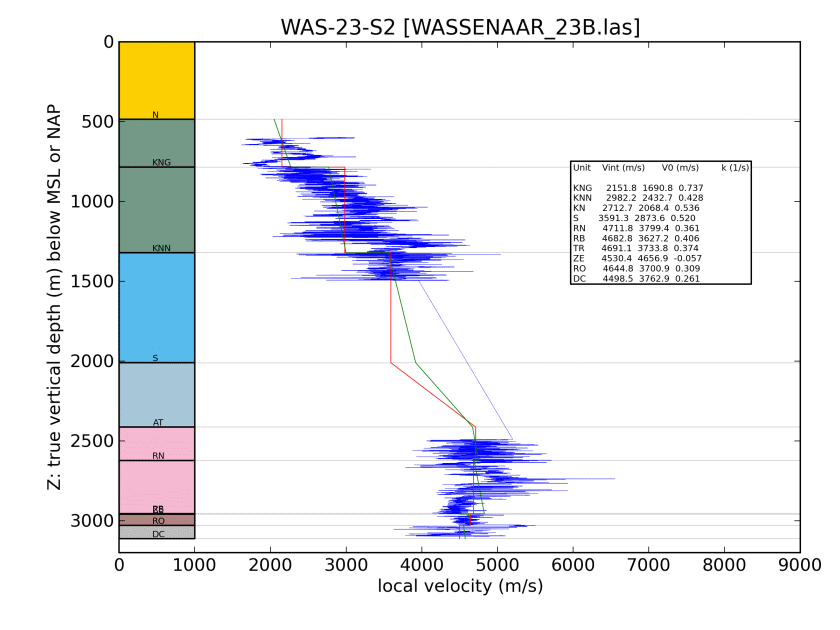 WAS-23-S2 [WASSENAAR_23B.las]
Z: true vertical depth (m) below MSL or NAP
0
500
1000
1500
2000
2500
3000
N
KNG
KNN
S
AT
RN
RO
DC
Unit Vint (m/s) V0 (m/s) k (1/s)
KNG 2151.8 1690.8 0.737
KNN 2982.2 2432.7 0.428
KN 2712.7 2068.4 0.536
S 3591.3 2873.6 0.520
RN 4711.8 3799.4 0.361
RB 4682.8 3627.2 0.406
TR 4691.1 3733.8 0.374
ZE 4530.4 4656.9 -0.057
RO 4644.8 3700.9 0.309
DC 4498.5 3762.9 0.261
0 1000 2000 3000 4000 5000 6000 7000 8000 9000
local velocity (m/s)